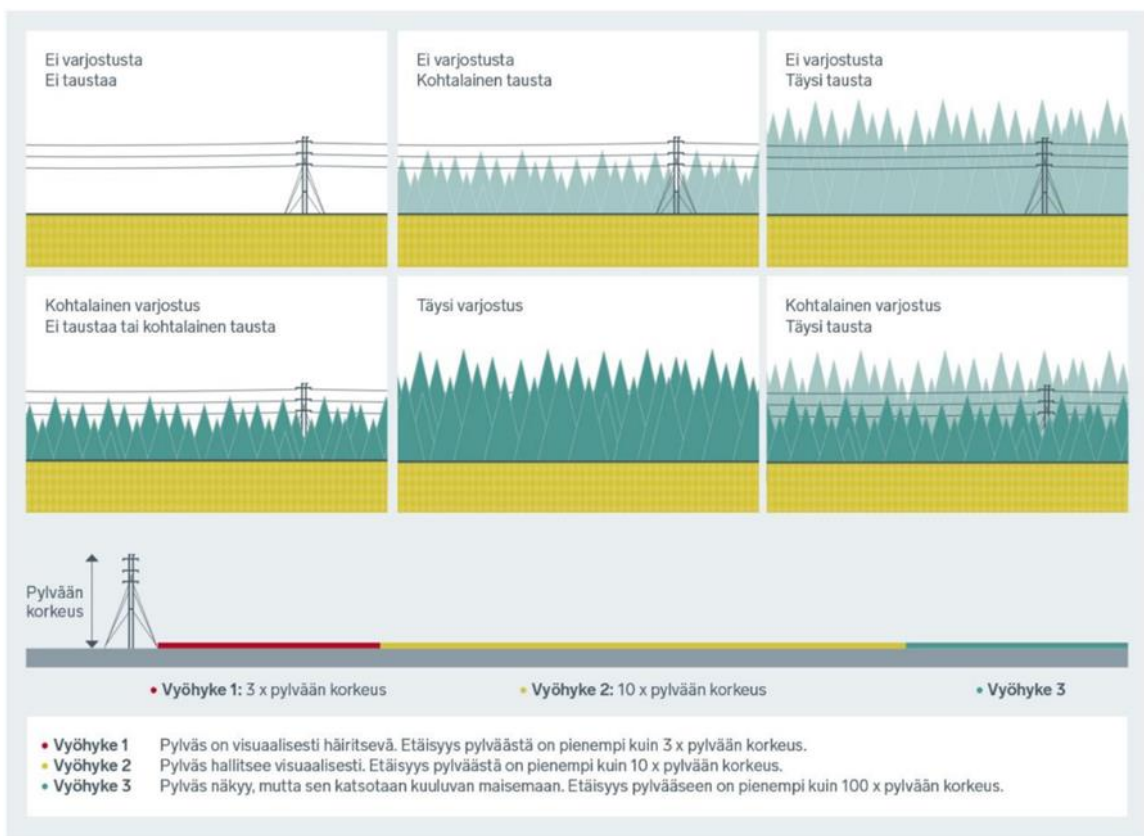 Ei varjostusta
Ei taustaa
Ei varjostusta
Kohtalainen tausta
Ei varjostusta
Täysi tausta
Kohtalainen varjostus
Ei taustaa tai kohtalainen tausta
Täysi varjostus
Kohtalainen varjostus
Täysi tausta
Pylvään
korkeus
• Vyöhyke 1: 3 x pylvään korkeus
• Vyöhyke 2: 10 x pylvään korkeus
• Vyöhyke 3
• Vyöhyke 1 Pylväs on visuaalisesti häiritsevä. Etäisyys pylväästä on pienempi kuin 3 x pylvään korkeus.
• Vyöhyke 2 Pylväs hallitsee visuaalisesti. Etäisyys pylväästä on pienempi kuin 10 x pylvään korkeus.
• Vyöhyke 3 Pylväs näkyy, mutta sen katsotaan kuuluvan maisemaan. Etäisyys pylvääseen on pienempi kuin 100 x pylvään korkeus.